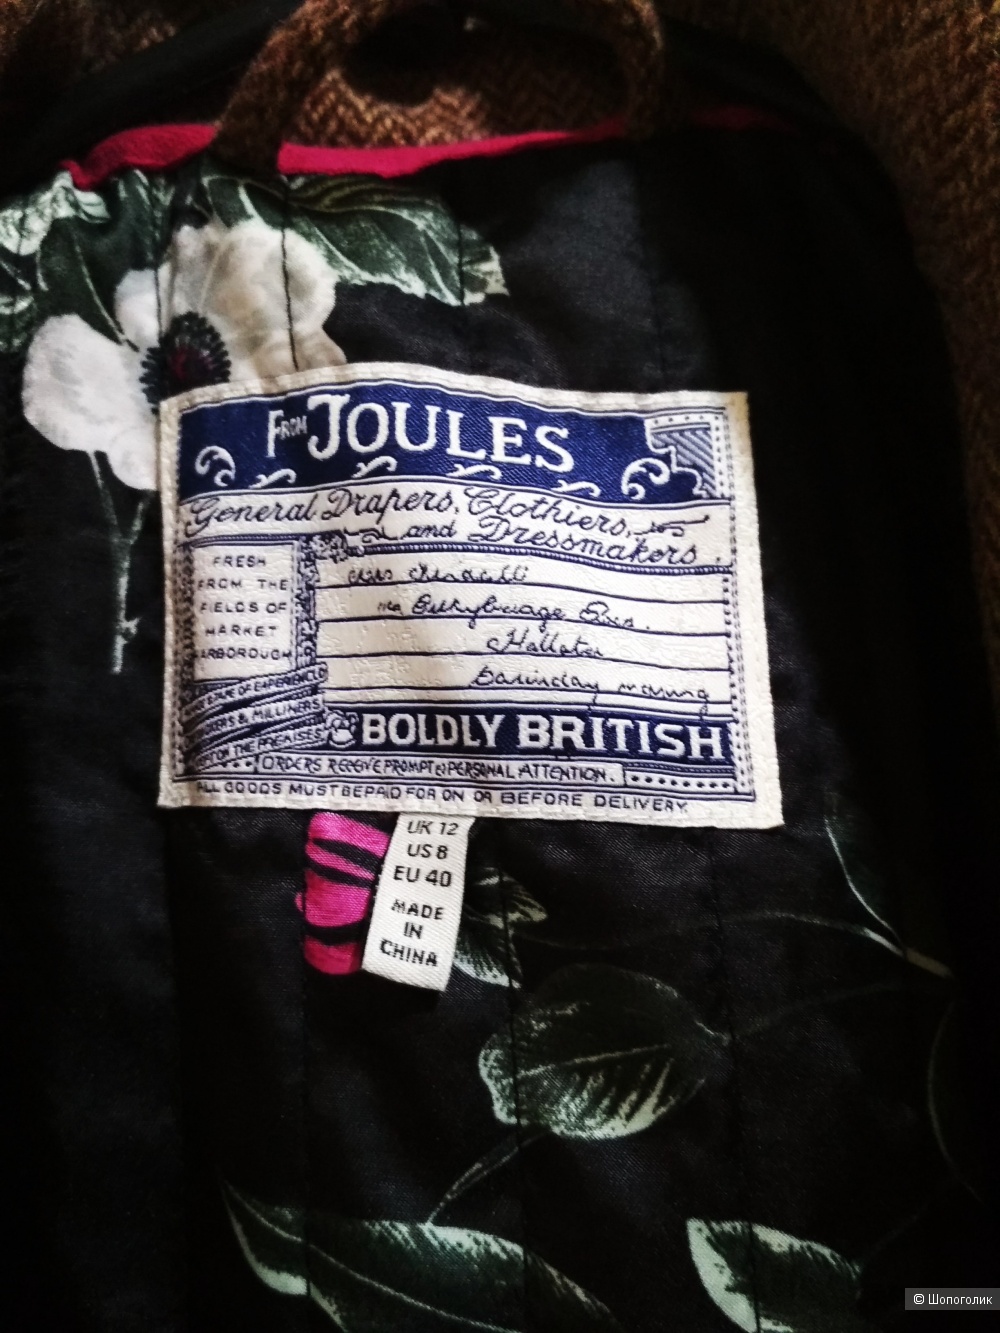 FROM JOULES
General Drapers, Clothiers,
and Dressmakers.
FRESH
FROM THE
FIELDS OF
MARKET
HARBOROUGH
Hallaton
BOLDLY BRITISH
ORDERS RECEIVE PROMPT & PERSONAL ATTENTION.
ALL GOODS MUST BE PAID FOR ON OR BEFORE DELIVERY.
UK 12
US 8
EU 40
MADE
IN
CHINA
© Шопоголик